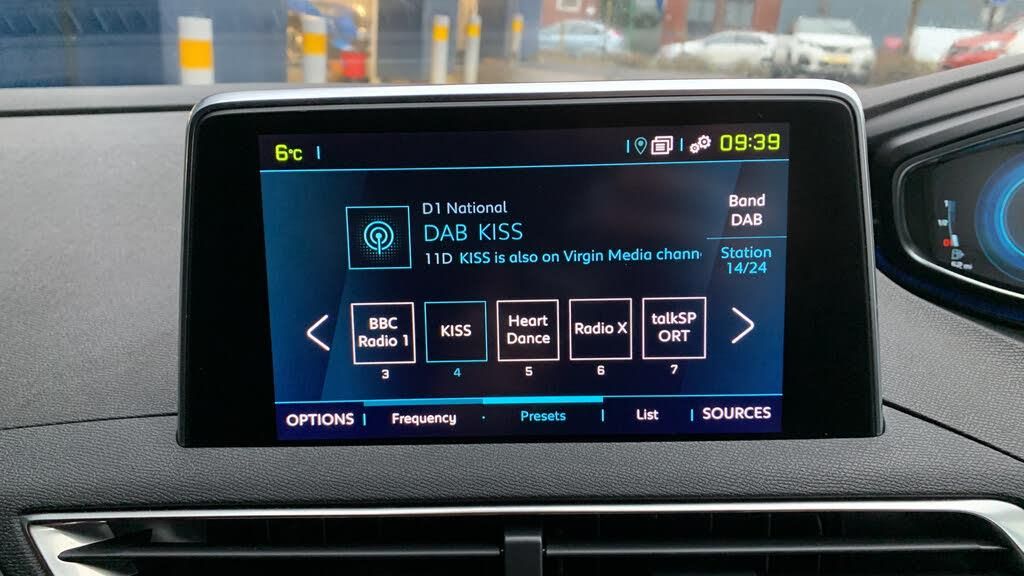 6°C
09:39
D1 National
DAB KISS
11D KISS is also on Virgin Media chann
Band
DAB
Station
14/24
BBC
Radio 1
KISS
Heart
Dance
Radio X
talkSP
ORT
3
4
5
6
7
OPTIONS
Frequency
Presets
List
SOURCES